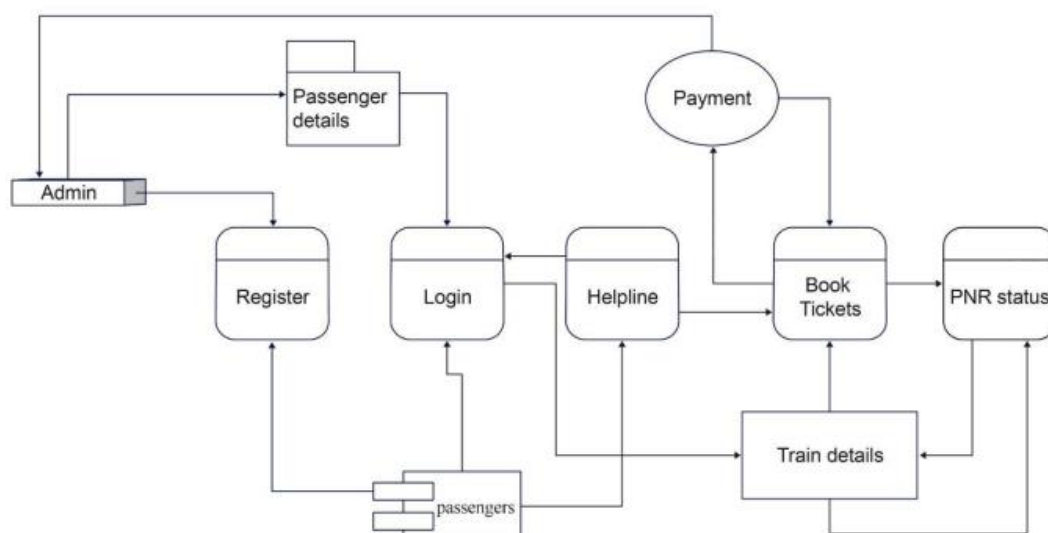 Passenger
details
Payment
Admin
Register
Login
Helpline
Book
Tickets
PNR status
Train details
passengers